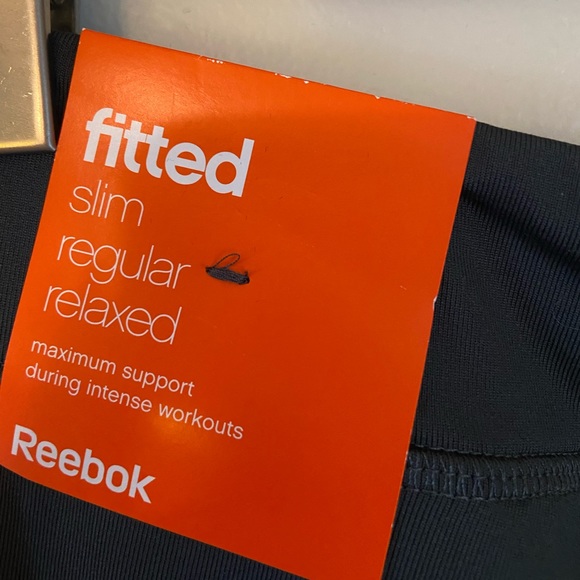 fitted
slim
regular
relaxed
maximum support
during intense workouts
Reebok